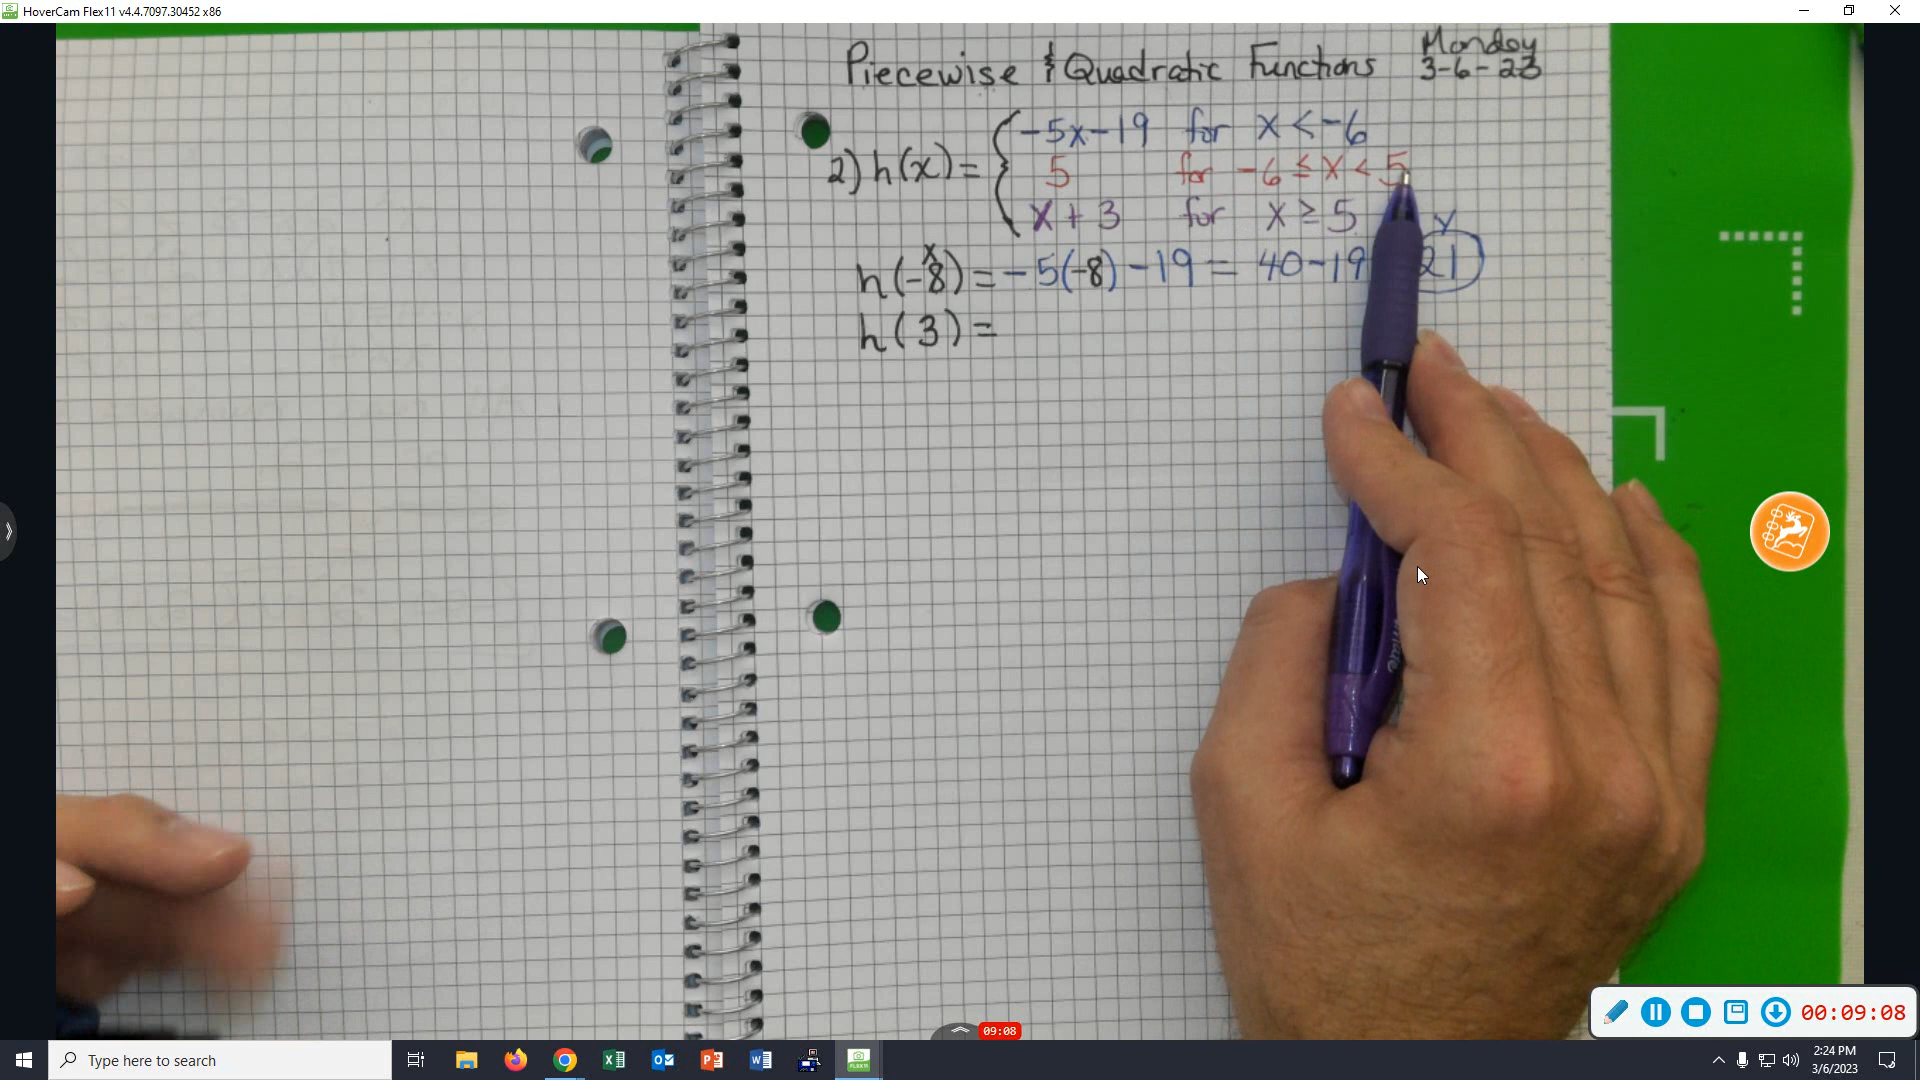 HoverCam Flex11 v4.4.7097.30452 x86
Piecewise & Quadratic Functions Monday
3-6-23
-5x-19 for x < -6
2) h(x) = 5 for -6 ≤ x < 5
x + 3 for x ≥ 5
x y
h(-8) = -5(-8) - 19 = 40 - 19 21
h(3) =
09:08
00:09:08
Type here to search
2:24 PM
3/6/2023